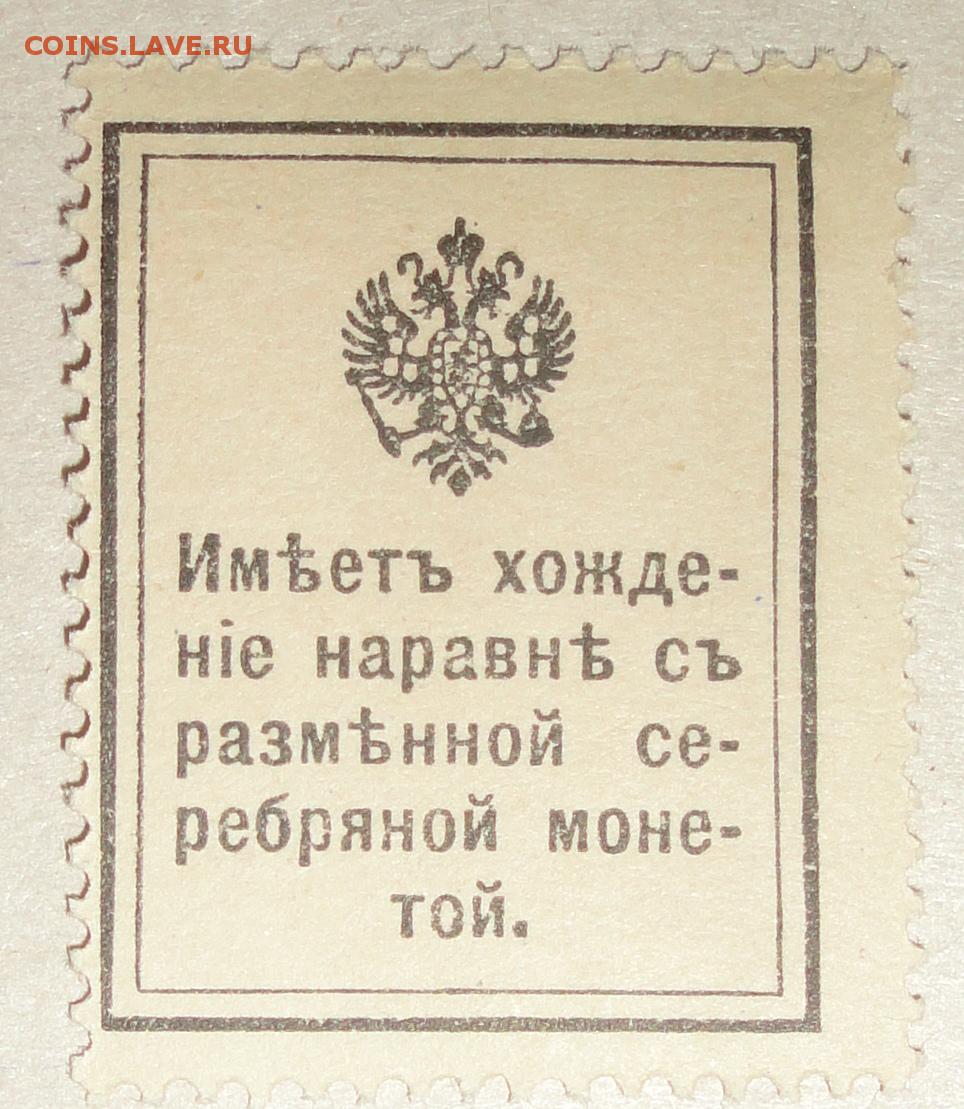 COINS.LAVE.RU
Имѣетъ хожде-
ніе наравнѣ съ
размѣнной се-
ребряной моне-
той.